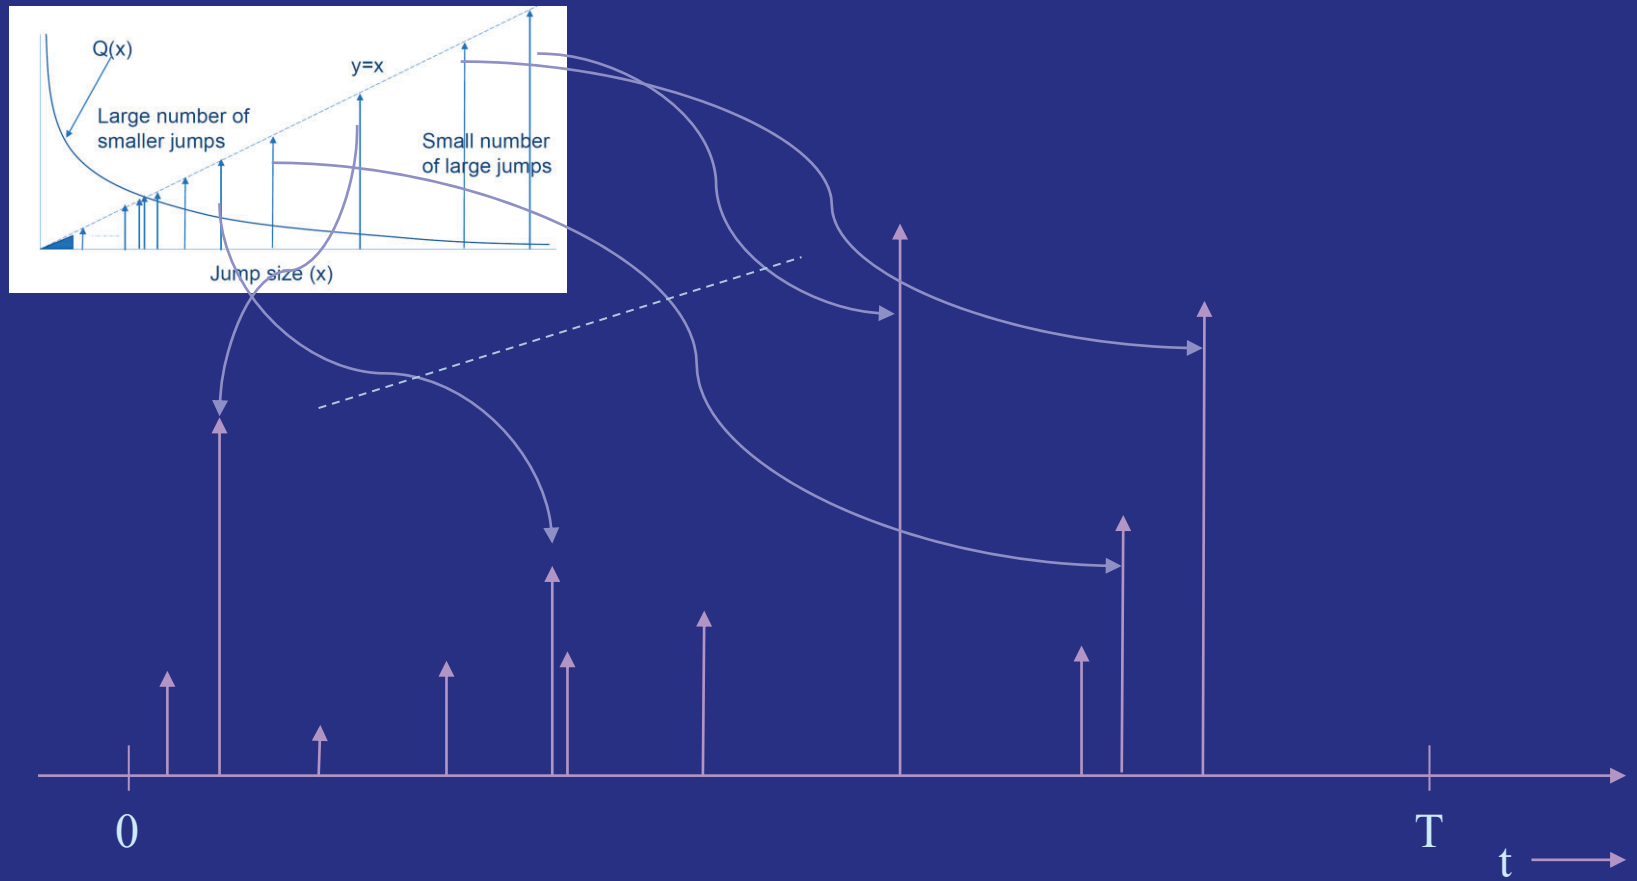 Q(x)
y=x
Large number of
smaller jumps
Small number
of large jumps
Jump size (x)
0
T
t